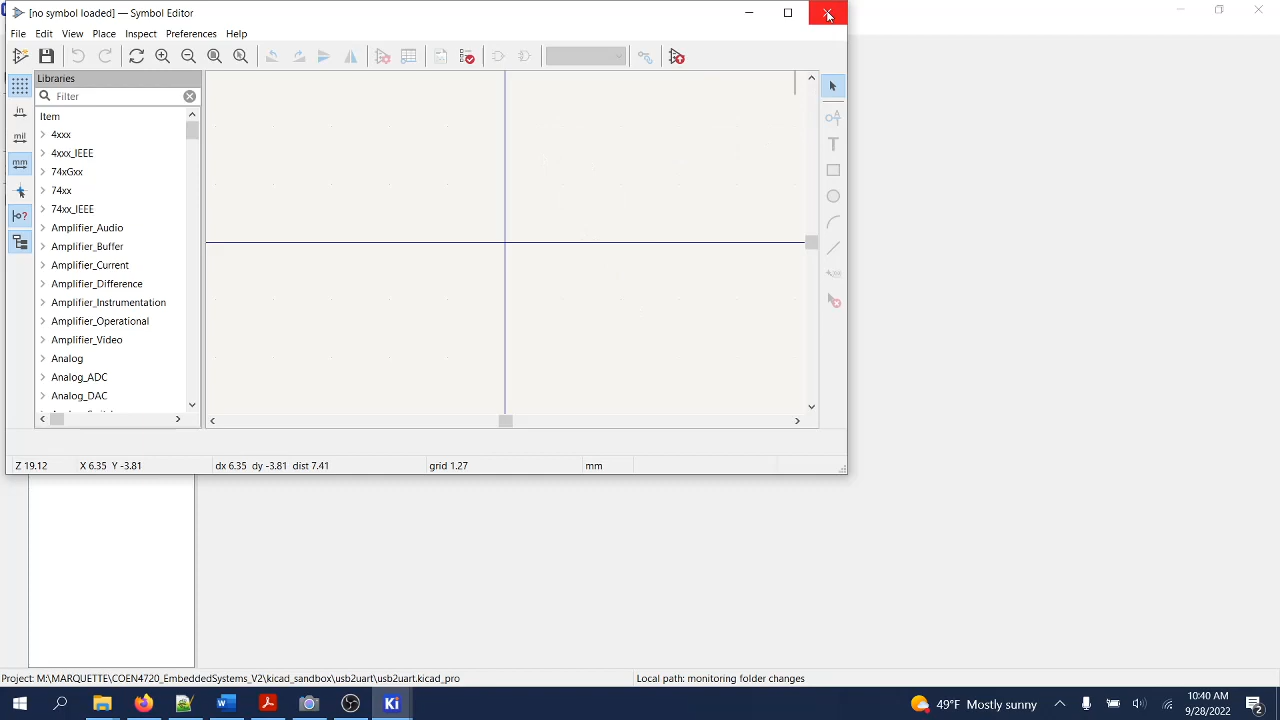 [no symbol loaded] — Symbol Editor
File Edit View Place Inspect Preferences Help
Libraries
Filter
in
mil
mm
Item
4xxx
4xxx_IEEE
74xGxx
74xx
74xx_IEEE
Amplifier_Audio
Amplifier_Buffer
Amplifier_Current
Amplifier_Difference
Amplifier_Instrumentation
Amplifier_Operational
Amplifier_Video
Analog
Analog_ADC
Analog_DAC
Z 19.12 X 6.35 Y -3.81 dx 6.35 dy -3.81 dist 7.41 grid 1.27 mm
Project: M:\MARQUETTE\COEN4720_EmbeddedSystems_V2\kicad_sandbox\usb2uart\usb2uart.kicad_pro Local path: monitoring folder changes
Ki
49°F Mostly sunny
10:40 AM
9/28/2022
2